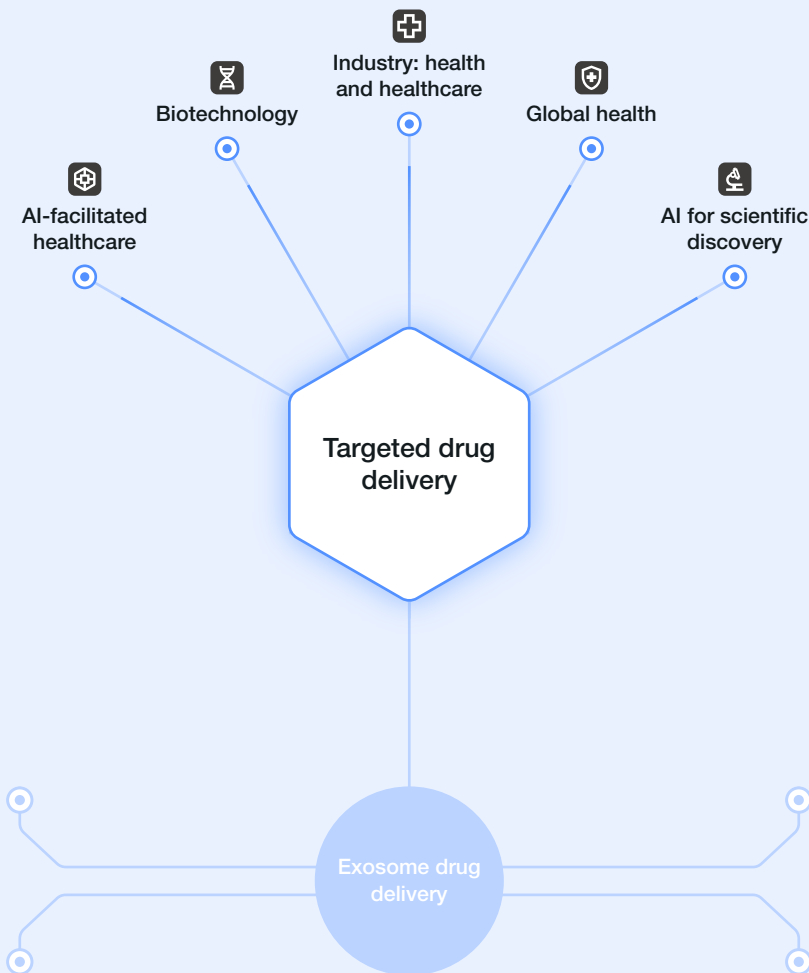 Industry: health
and healthcare
Biotechnology
Global health
AI-facilitated
healthcare
AI for scientific
discovery
Targeted drug
delivery
Exosome drug
delivery